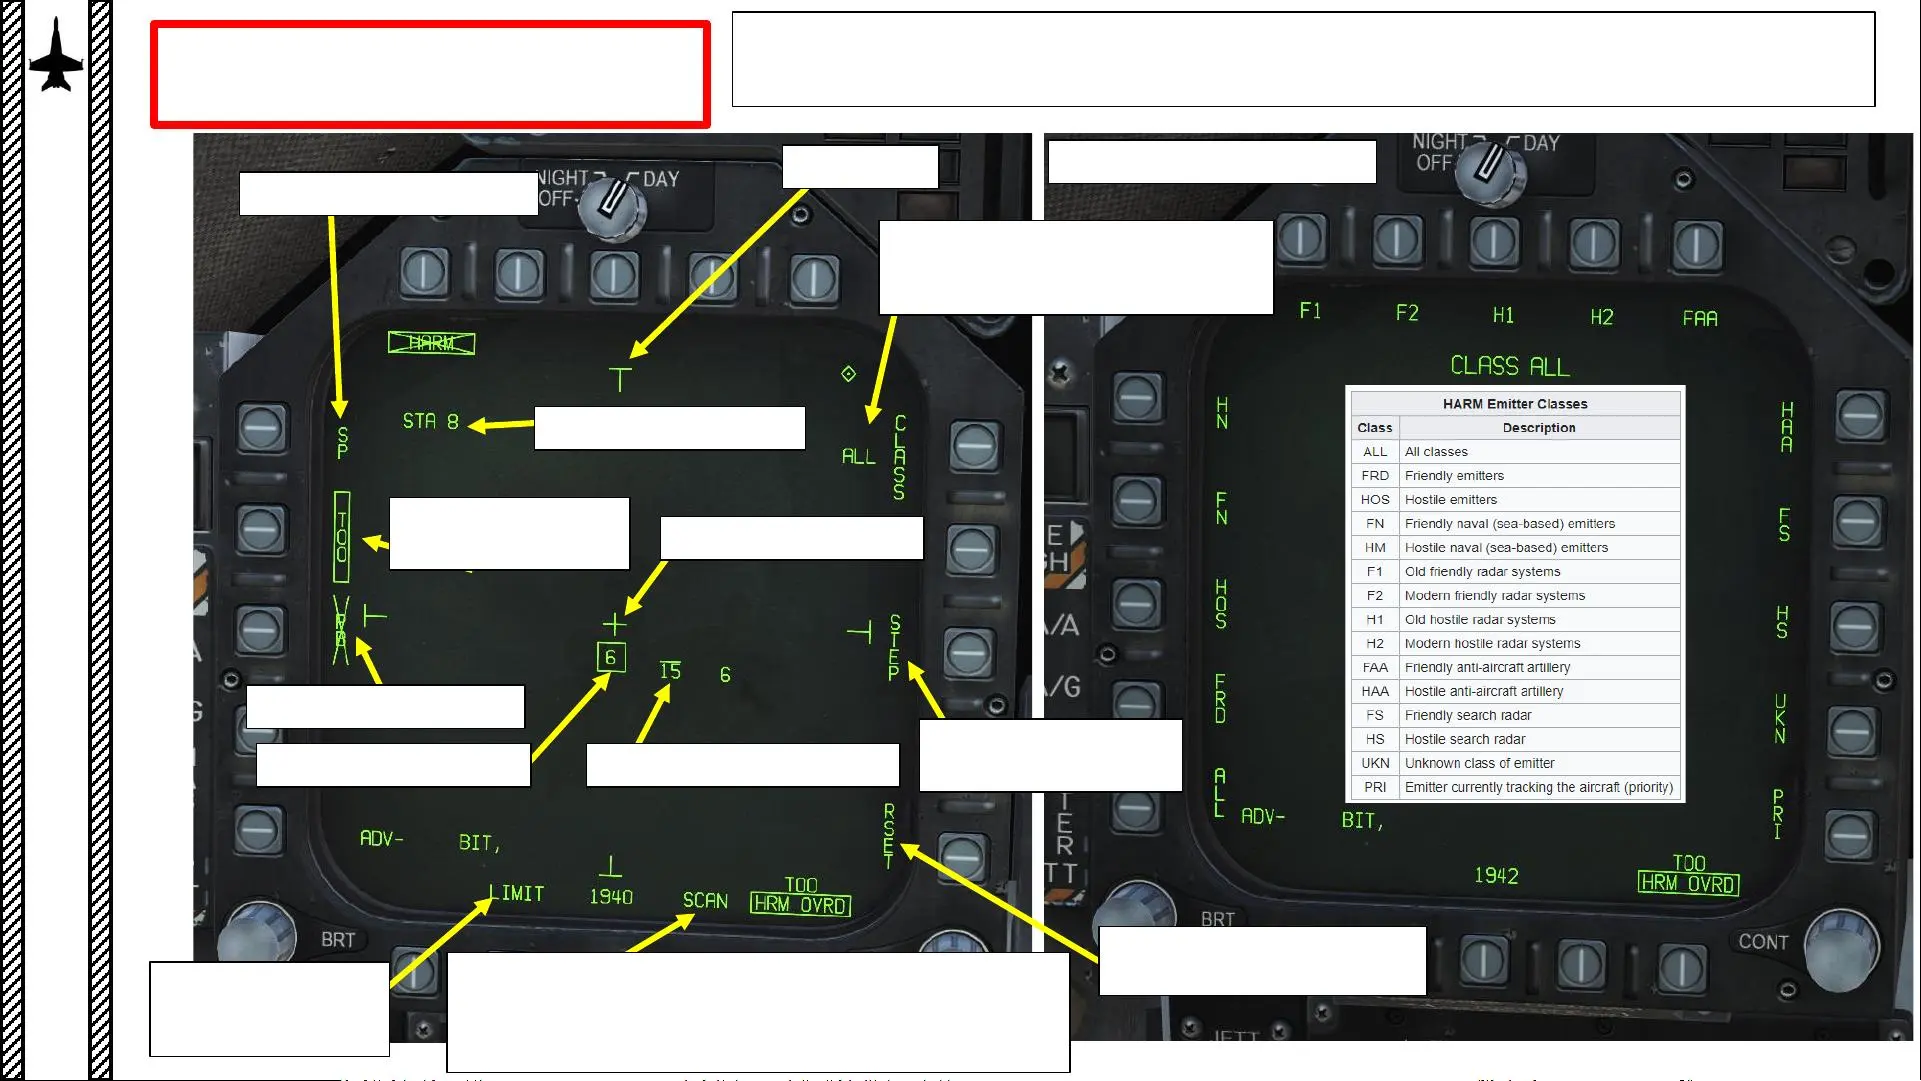 NIGHT
DAY
OFF
HARM
STA 8
SP
CLASS
ALL
TOO
STEP
6
15
6
RSET
ADV-
BIT,
LIMIT
1940
SCAN
TOO
HRM OVRD
BRT
NIGHT
DAY
OFF
F1
F2
H1
H2
FAA
CLASS ALL
HN
FN
HOS
FRD
ALL
HAA
FS
HS
UKN
PRI
HARM Emitter Classes
Class Description
ALL All classes
FRD Friendly emitters
HOS Hostile emitters
FN Friendly naval (sea-based) emitters
HM Hostile naval (sea-based) emitters
F1 Old friendly radar systems
F2 Modern friendly radar systems
H1 Old hostile radar systems
H2 Modern hostile radar systems
FAA Friendly anti-aircraft artillery
HAA Hostile anti-aircraft artillery
FS Friendly search radar
HS Hostile search radar
UKN Unknown class of emitter
PRI Emitter currently tracking the aircraft (priority)
ADV-
BIT,
1942
TOO
HRM OVRD
A/A
A/G
BRT
CONT